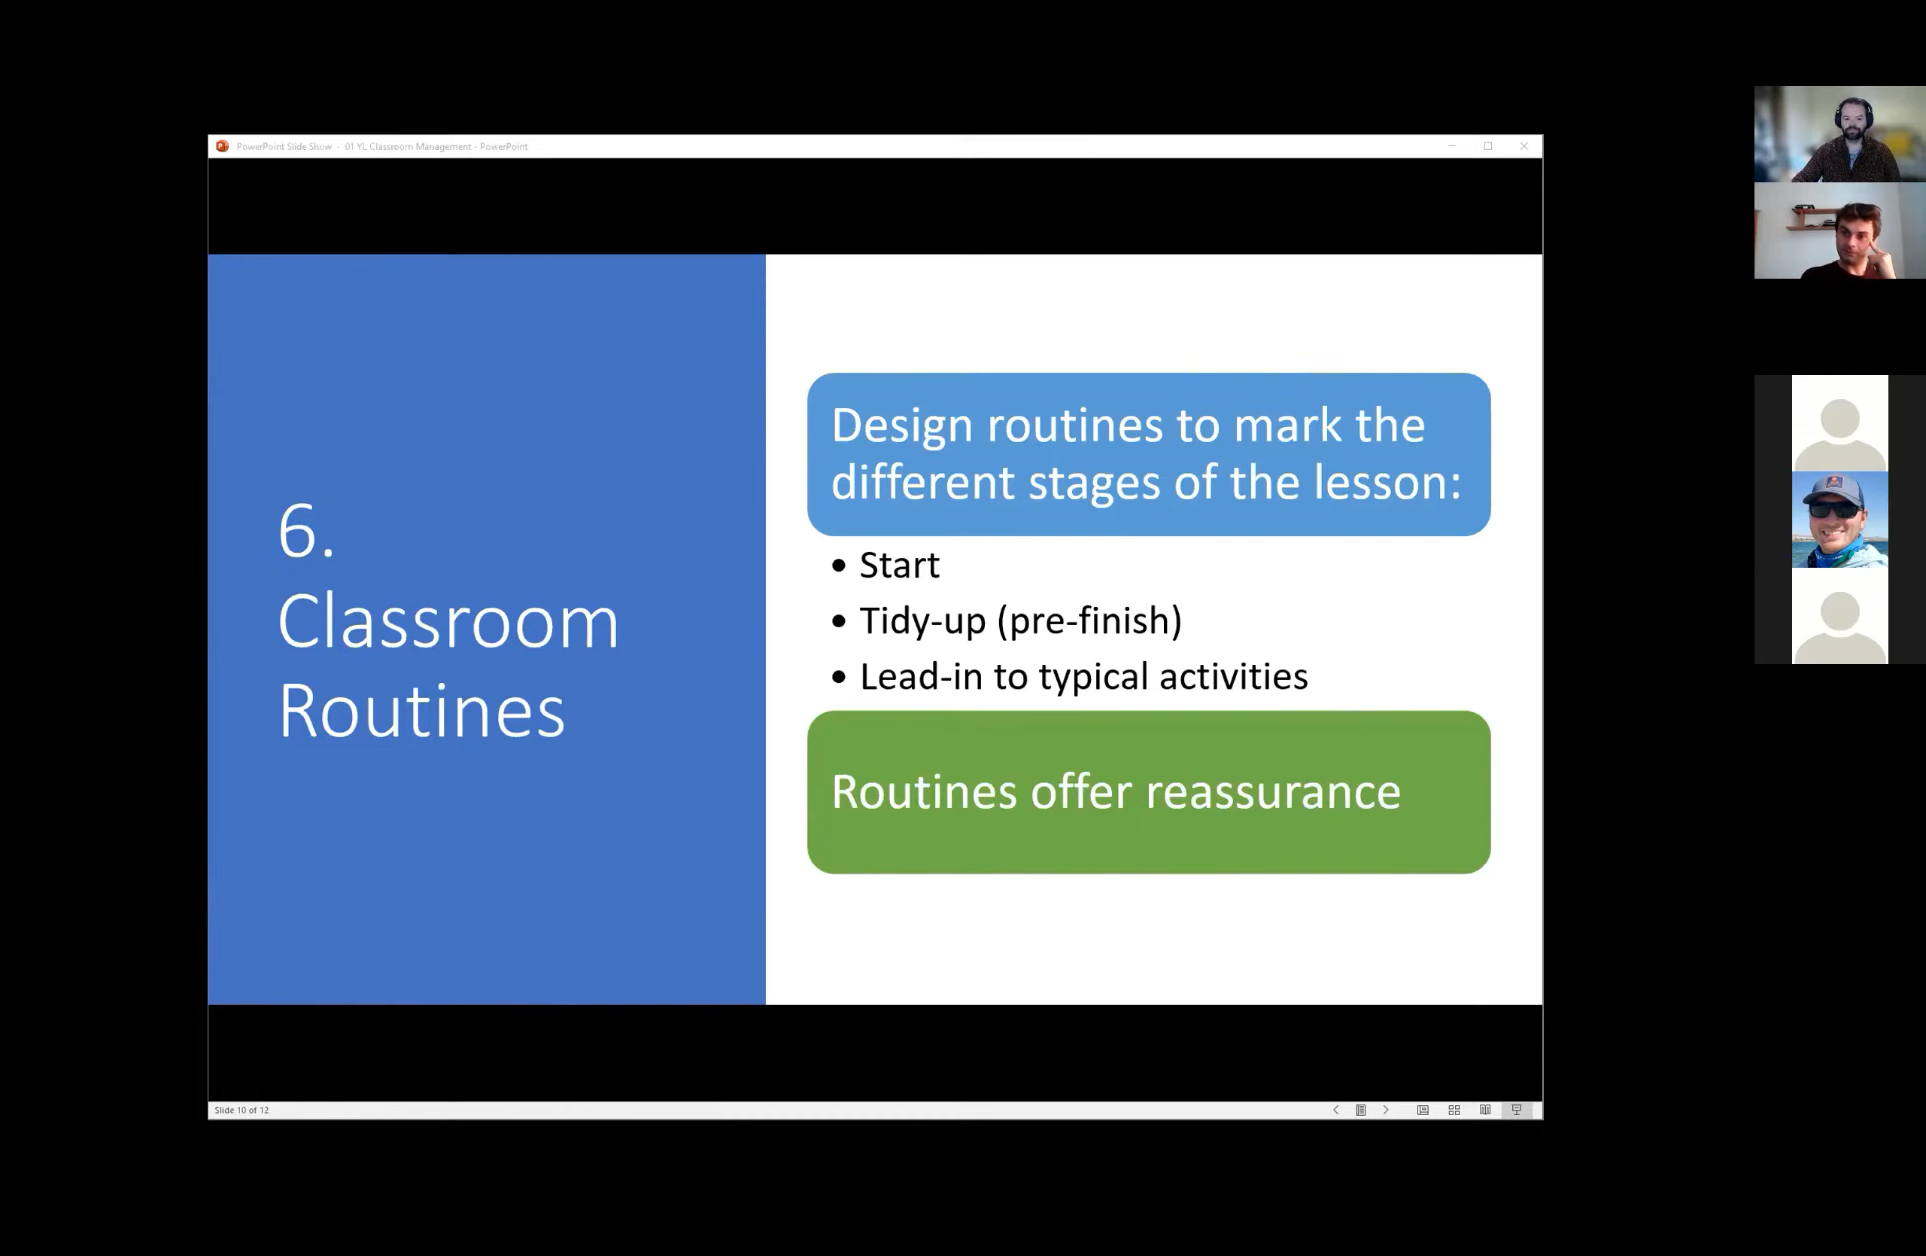 PowerPoint Slide Show - 01 YL Classroom Management - PowerPoint
6.
Classroom
Routines
Design routines to mark the
different stages of the lesson:
• Start
• Tidy-up (pre-finish)
• Lead-in to typical activities
Routines offer reassurance
Slide 10 of 12